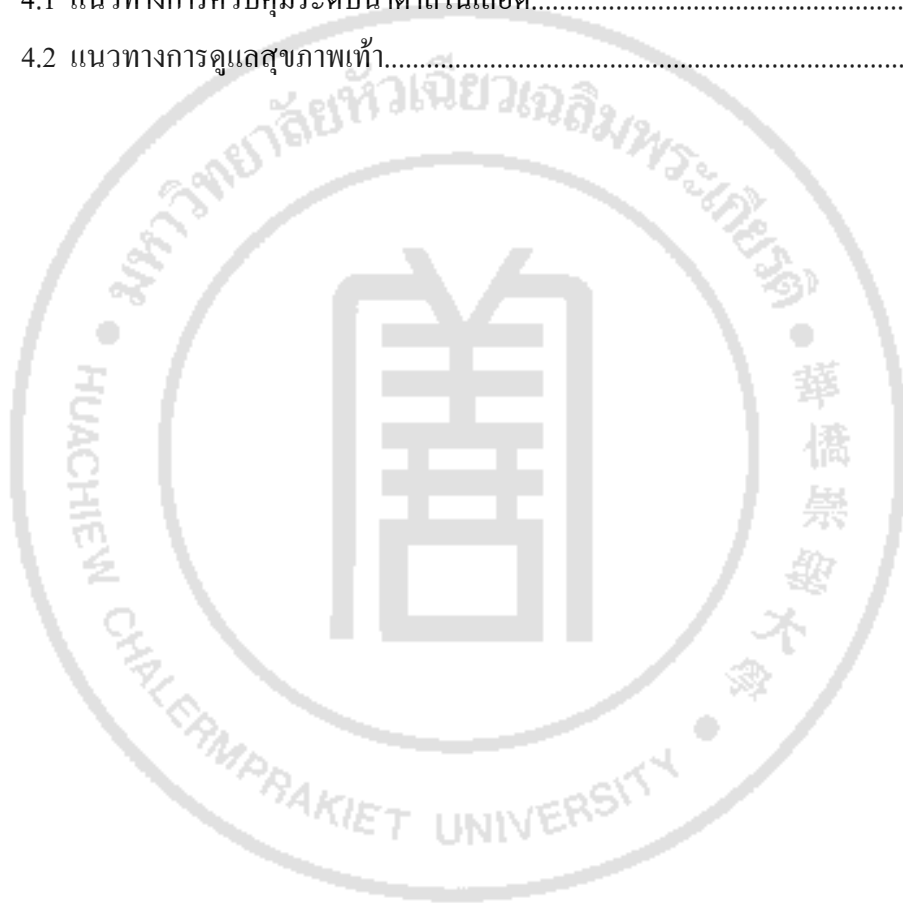 4.1 แนวทางการควบคุมระดับน้ำตาลในเลือด..................................................
4.2 แนวทางการดูแลสุขภาพเท้า......................................................................
มหาวิทยาลัยหัวเฉียวเฉลิมพระเกียรติ
華僑崇聖大學
HUACHIEW CHALERMPRAKIET UNIVERSITY